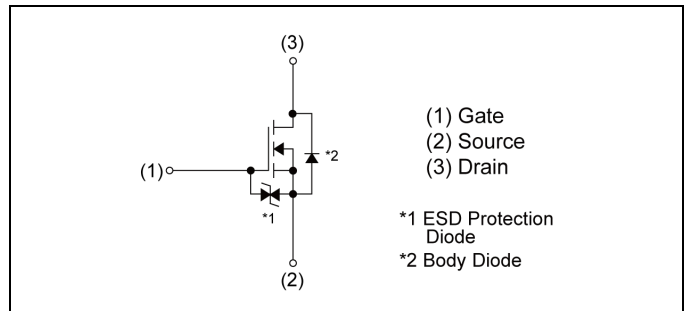 (3)
(1)
*2
*1
(2)
(1) Gate
(2) Source
(3) Drain
*1 ESD Protection
Diode
*2 Body Diode